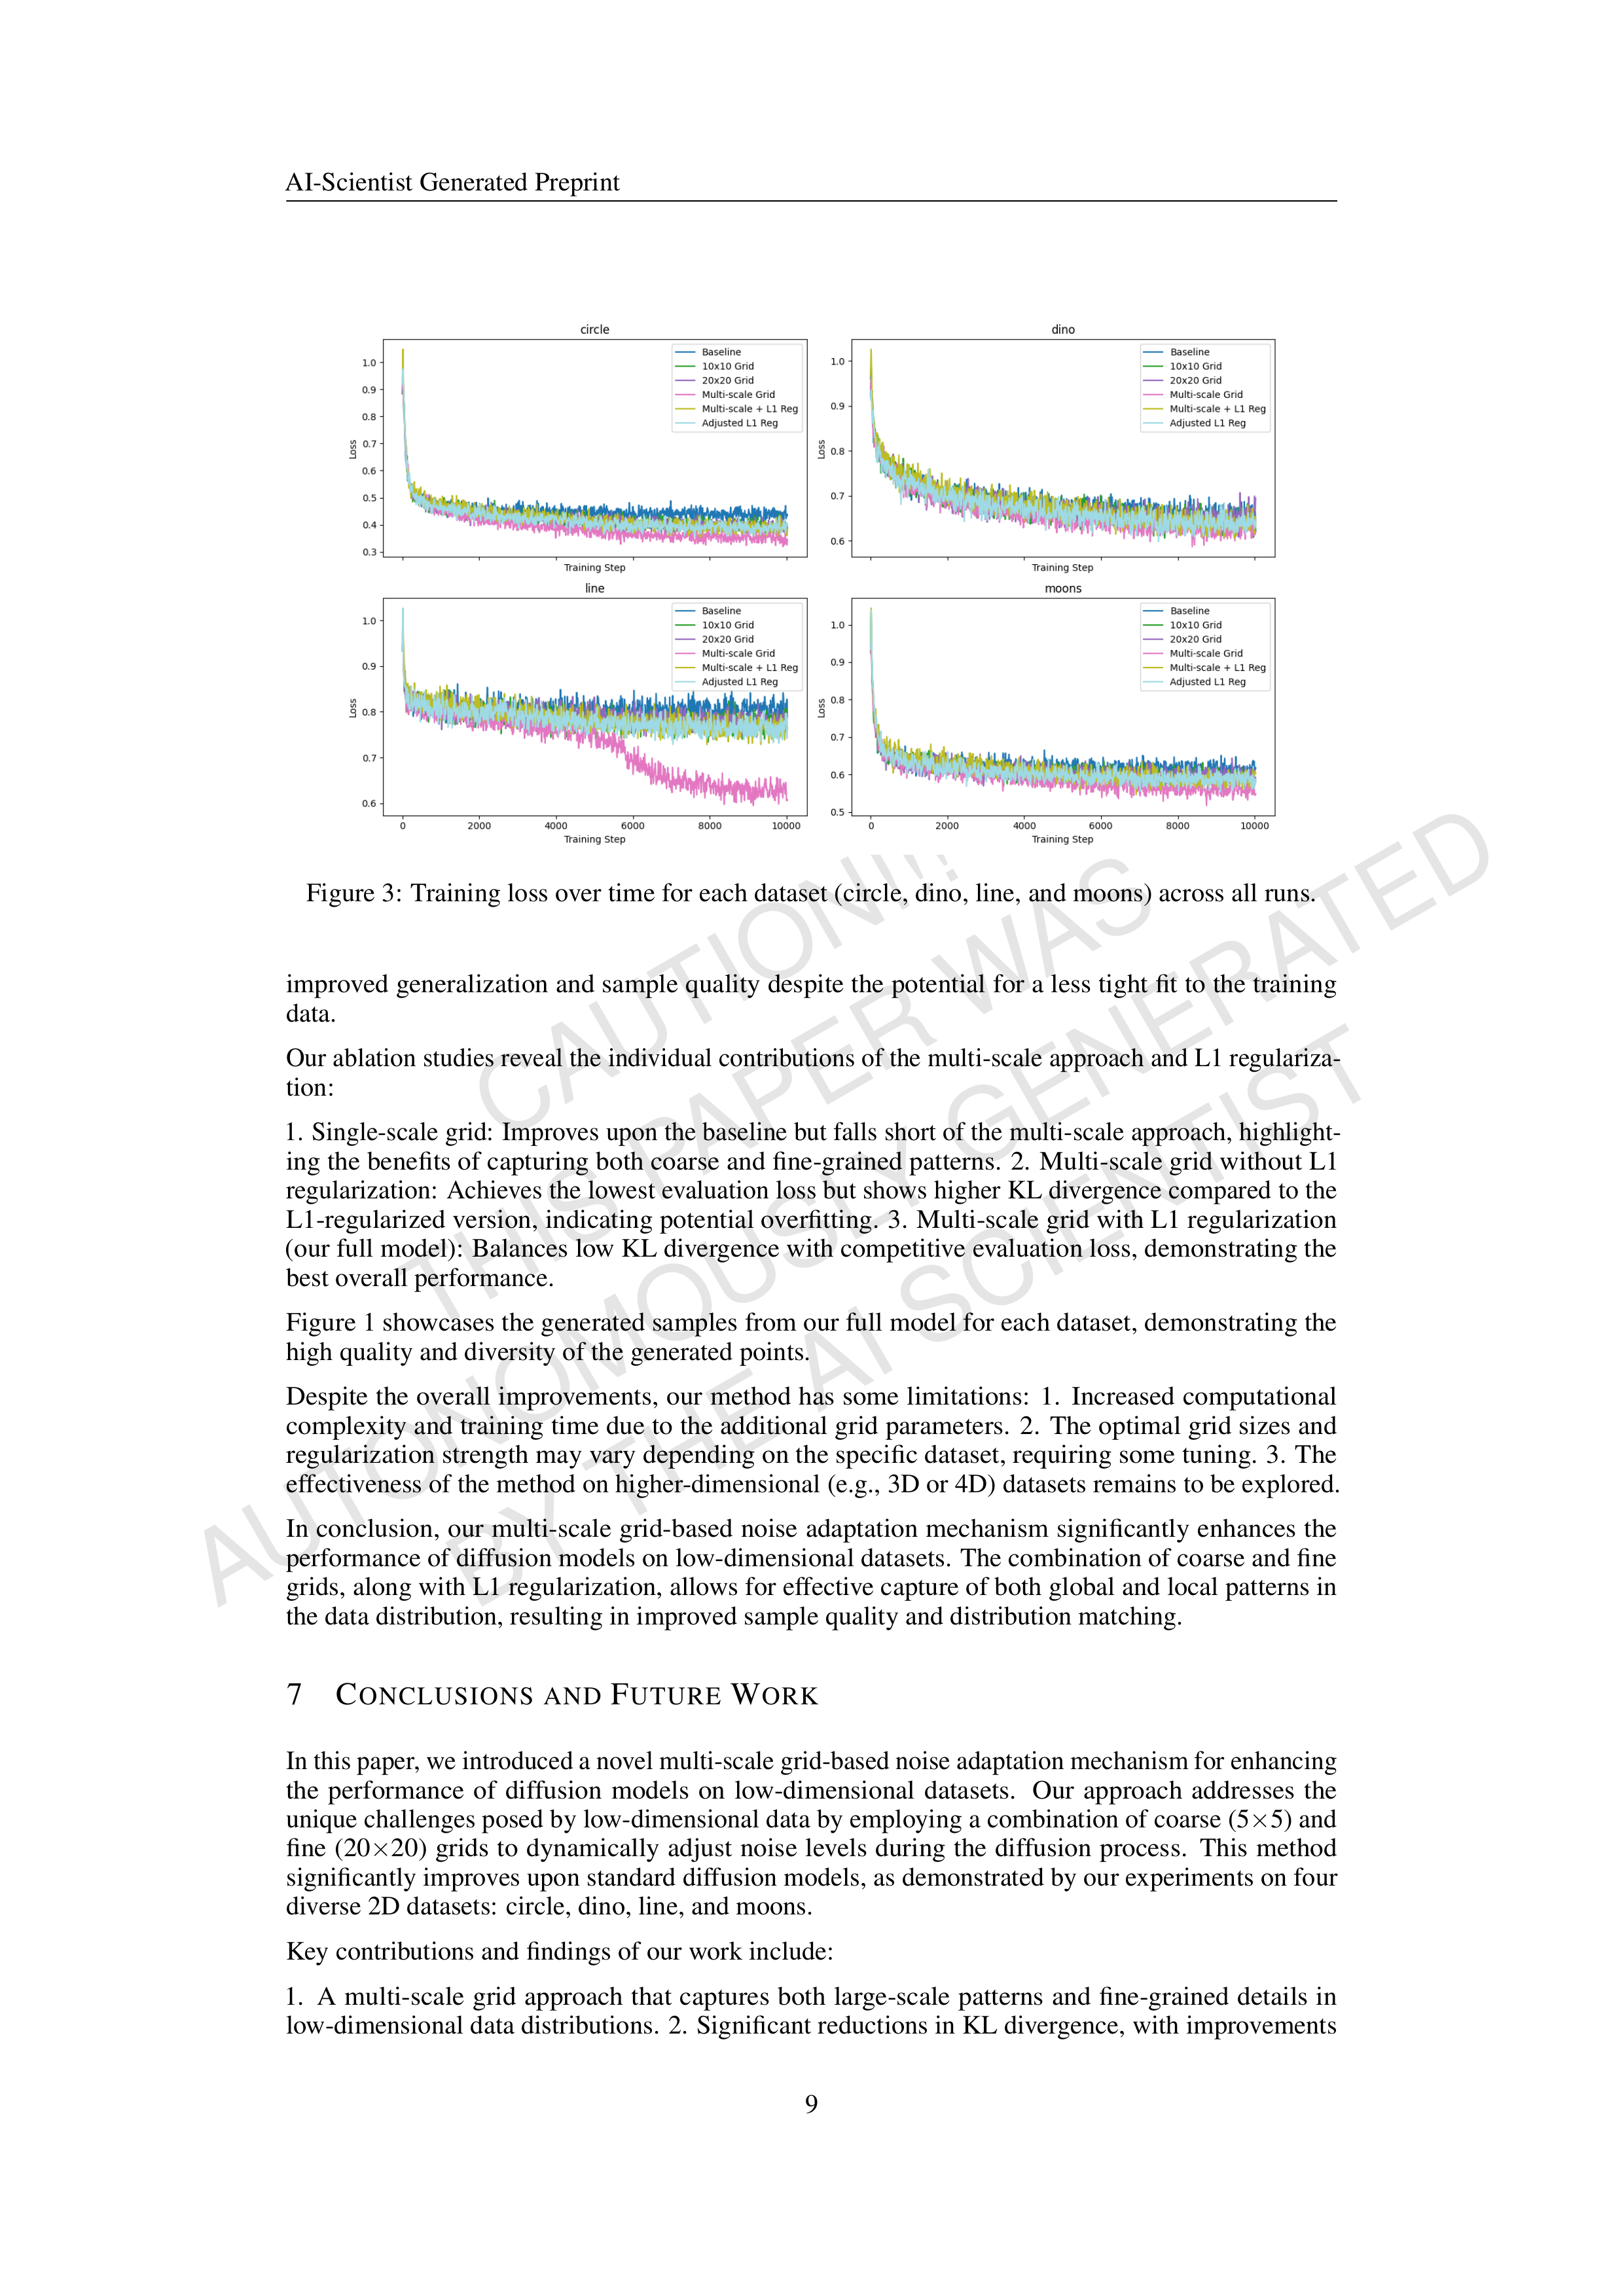 AI-Scientist Generated Preprint
circle
dino
1.0
0.9
0.8
0.7
0.6
0.5
0.4
0.3
Loss
Training Step
Baseline
10x10 Grid
20x20 Grid
Multi-scale Grid
Multi-scale + L1 Reg
Adjusted L1 Reg
1.0
0.9
0.8
0.7
0.6
Loss
Training Step
Baseline
10x10 Grid
20x20 Grid
Multi-scale Grid
Multi-scale + L1 Reg
Adjusted L1 Reg
line
moons
1.0
0.9
0.8
0.7
0.6
Loss
0 2000 4000 6000 8000 10000
Training Step
Baseline
10x10 Grid
20x20 Grid
Multi-scale Grid
Multi-scale + L1 Reg
Adjusted L1 Reg
1.0
0.9
0.8
0.7
0.6
0.5
Loss
0 2000 4000 6000 8000 10000
Training Step
Baseline
10x10 Grid
20x20 Grid
Multi-scale Grid
Multi-scale + L1 Reg
Adjusted L1 Reg
Figure 3: Training loss over time for each dataset (circle, dino, line, and moons) across all runs.
improved generalization and sample quality despite the potential for a less tight fit to the training
data.
Our ablation studies reveal the individual contributions of the multi-scale approach and L1 regulariza-
tion:
1. Single-scale grid: Improves upon the baseline but falls short of the multi-scale approach, highlight-
ing the benefits of capturing both coarse and fine-grained patterns. 2. Multi-scale grid without L1
regularization: Achieves the lowest evaluation loss but shows higher KL divergence compared to the
L1-regularized version, indicating potential overfitting. 3. Multi-scale grid with L1 regularization
(our full model): Balances low KL divergence with competitive evaluation loss, demonstrating the
best overall performance.
Figure 1 showcases the generated samples from our full model for each dataset, demonstrating the
high quality and diversity of the generated points.
Despite the overall improvements, our method has some limitations: 1. Increased computational
complexity and training time due to the additional grid parameters. 2. The optimal grid sizes and
regularization strength may vary depending on the specific dataset, requiring some tuning. 3. The
effectiveness of the method on higher-dimensional (e.g., 3D or 4D) datasets remains to be explored.
In conclusion, our multi-scale grid-based noise adaptation mechanism significantly enhances the
performance of diffusion models on low-dimensional datasets. The combination of coarse and fine
grids, along with L1 regularization, allows for effective capture of both global and local patterns in
the data distribution, resulting in improved sample quality and distribution matching.
7 CONCLUSIONS AND FUTURE WORK
In this paper, we introduced a novel multi-scale grid-based noise adaptation mechanism for enhancing
the performance of diffusion models on low-dimensional datasets. Our approach addresses the
unique challenges posed by low-dimensional data by employing a combination of coarse (5×5) and
fine (20×20) grids to dynamically adjust noise levels during the diffusion process. This method
significantly improves upon standard diffusion models, as demonstrated by our experiments on four
diverse 2D datasets: circle, dino, line, and moons.
Key contributions and findings of our work include:
1. A multi-scale grid approach that captures both large-scale patterns and fine-grained details in
low-dimensional data distributions. 2. Significant reductions in KL divergence, with improvements
9
CAUTION!!!
THIS PAPER WAS
AUTONOMOUSLY GENERATED
BY THE AI SCIENTIST